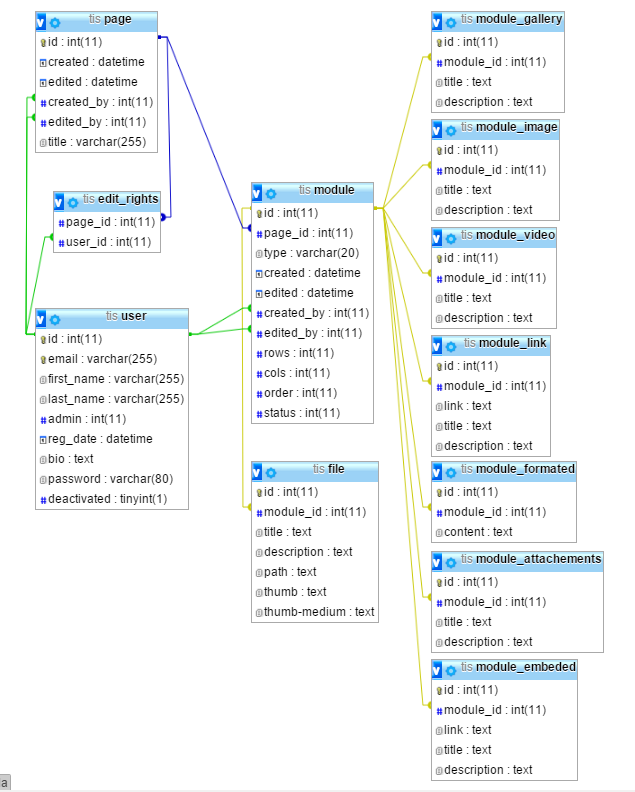 tis page
id : int(11)
created : datetime
edited : datetime
created_by : int(11)
edited_by : int(11)
title : varchar(255)
tis edit_rights
page_id : int(11)
user_id : int(11)
tis user
id : int(11)
email : varchar(255)
first_name : varchar(255)
last_name : varchar(255)
admin : int(11)
reg_date : datetime
bio : text
password : varchar(80)
deactivated : tinyint(1)
tis module
id : int(11)
page_id : int(11)
type : varchar(20)
created : datetime
edited : datetime
created_by : int(11)
edited_by : int(11)
rows : int(11)
cols : int(11)
order : int(11)
status : int(11)
tis file
id : int(11)
module_id : int(11)
title : text
description : text
path : text
thumb : text
thumb-medium : text
tis module_gallery
id : int(11)
module_id : int(11)
title : text
description : text
tis module_image
id : int(11)
module_id : int(11)
title : text
description : text
tis module_video
id : int(11)
module_id : int(11)
title : text
description : text
tis module_link
id : int(11)
module_id : int(11)
link : text
title : text
description : text
tis module_formated
id : int(11)
module_id : int(11)
content : text
tis module_attachements
id : int(11)
module_id : int(11)
title : text
description : text
tis module_embeded
id : int(11)
module_id : int(11)
link : text
title : text
description : text